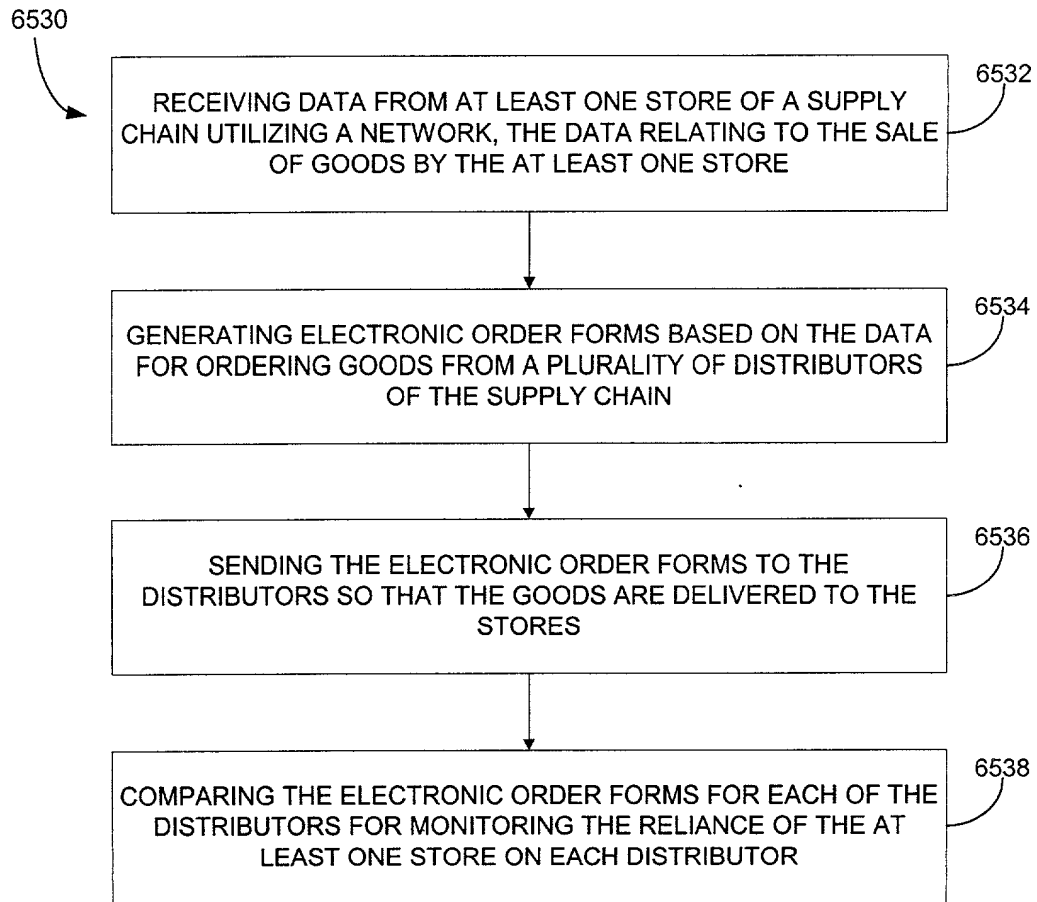 6530
6532
RECEIVING DATA FROM AT LEAST ONE STORE OF A SUPPLY
CHAIN UTILIZING A NETWORK, THE DATA RELATING TO THE SALE
OF GOODS BY THE AT LEAST ONE STORE
6534
GENERATING ELECTRONIC ORDER FORMS BASED ON THE DATA
FOR ORDERING GOODS FROM A PLURALITY OF DISTRIBUTORS
OF THE SUPPLY CHAIN
6536
SENDING THE ELECTRONIC ORDER FORMS TO THE
DISTRIBUTORS SO THAT THE GOODS ARE DELIVERED TO THE
STORES
6538
COMPARING THE ELECTRONIC ORDER FORMS FOR EACH OF THE
DISTRIBUTORS FOR MONITORING THE RELIANCE OF THE AT
LEAST ONE STORE ON EACH DISTRIBUTOR